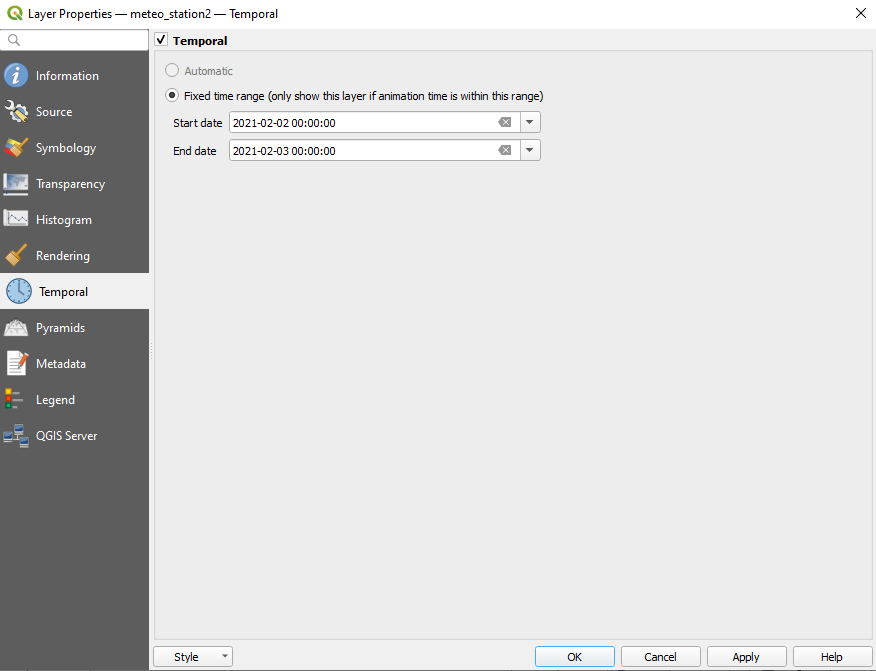 Layer Properties — meteo_station2 — Temporal
Information
Source
Symbology
Transparency
Histogram
Rendering
Temporal
Pyramids
Metadata
Legend
QGIS Server
Temporal
Automatic
Fixed time range (only show this layer if animation time is within this range)
Start date 2021-02-02 00:00:00
End date 2021-02-03 00:00:00
Style OK Cancel Apply Help